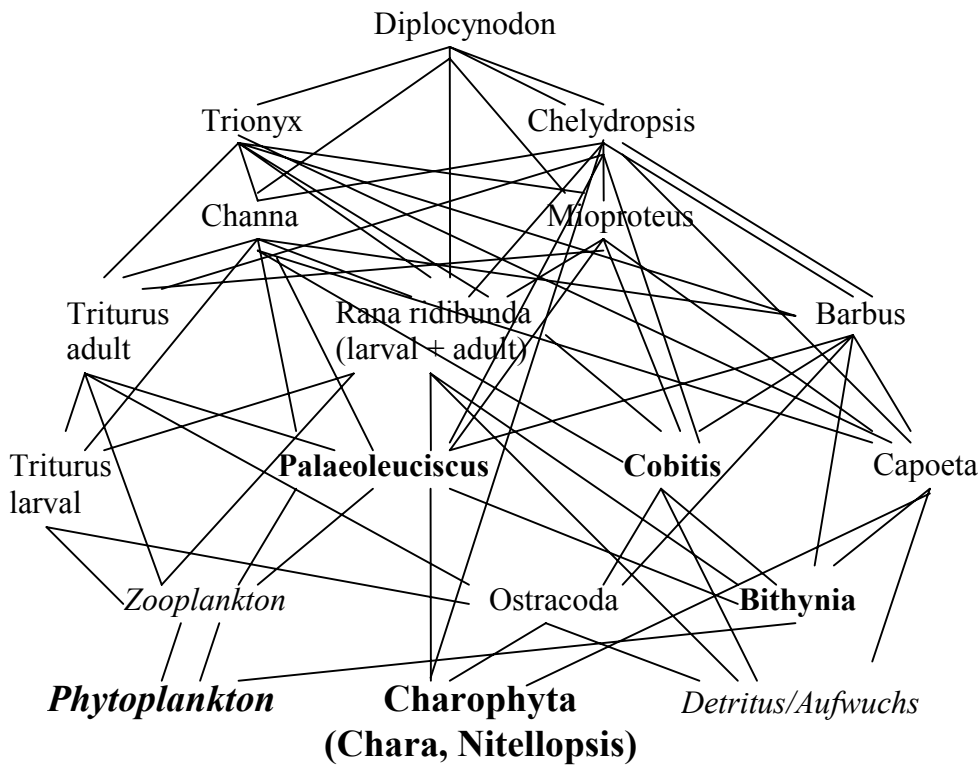 Diplocynodon
Trionyx
Chelydropsis
Channa
Mioproteus
Triturus
adult
Rana ridibunda
(larval + adult)
Barbus
Triturus
larval
Palaeoleuciscus
Cobitis
Capoeta
Zooplankton
Ostracoda
Bithynia
Phytoplankton
Charophyta
(Chara, Nitellopsis)
Detritus/Aufwuchs